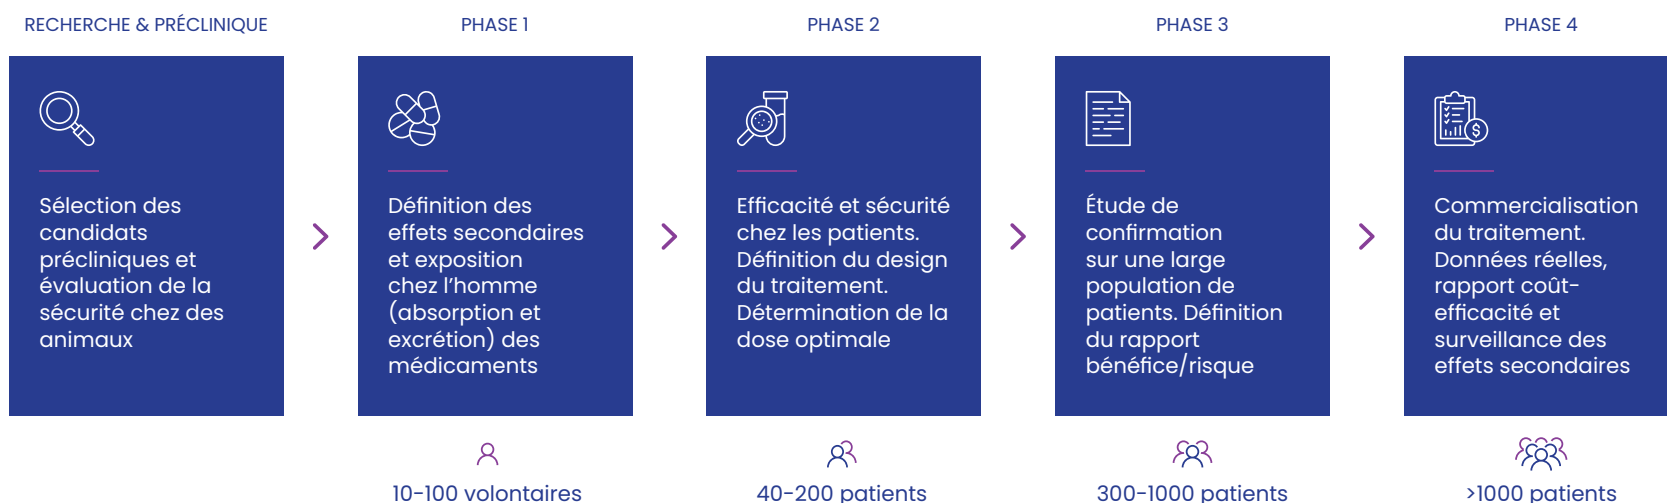 RECHERCHE & PRÉCLINIQUE
Sélection des
candidats
précliniques et
évaluation de la
sécurité chez des
animaux
PHASE 1
Définition des
effets secondaires
et exposition
chez l'homme
(absorption et
excrétion) des
médicaments
10-100 volontaires
PHASE 2
Efficacité et sécurité
chez les patients.
Définition du design
du traitement.
Détermination de la
dose optimale
40-200 patients
PHASE 3
Étude de
confirmation
sur une large
population de
patients. Définition
du rapport
bénéfice/risque
300-1000 patients
PHASE 4
$
Commercialisation
du traitement.
Données réelles,
rapport coût-
efficacité et
surveillance des
effets secondaires
>1000 patients